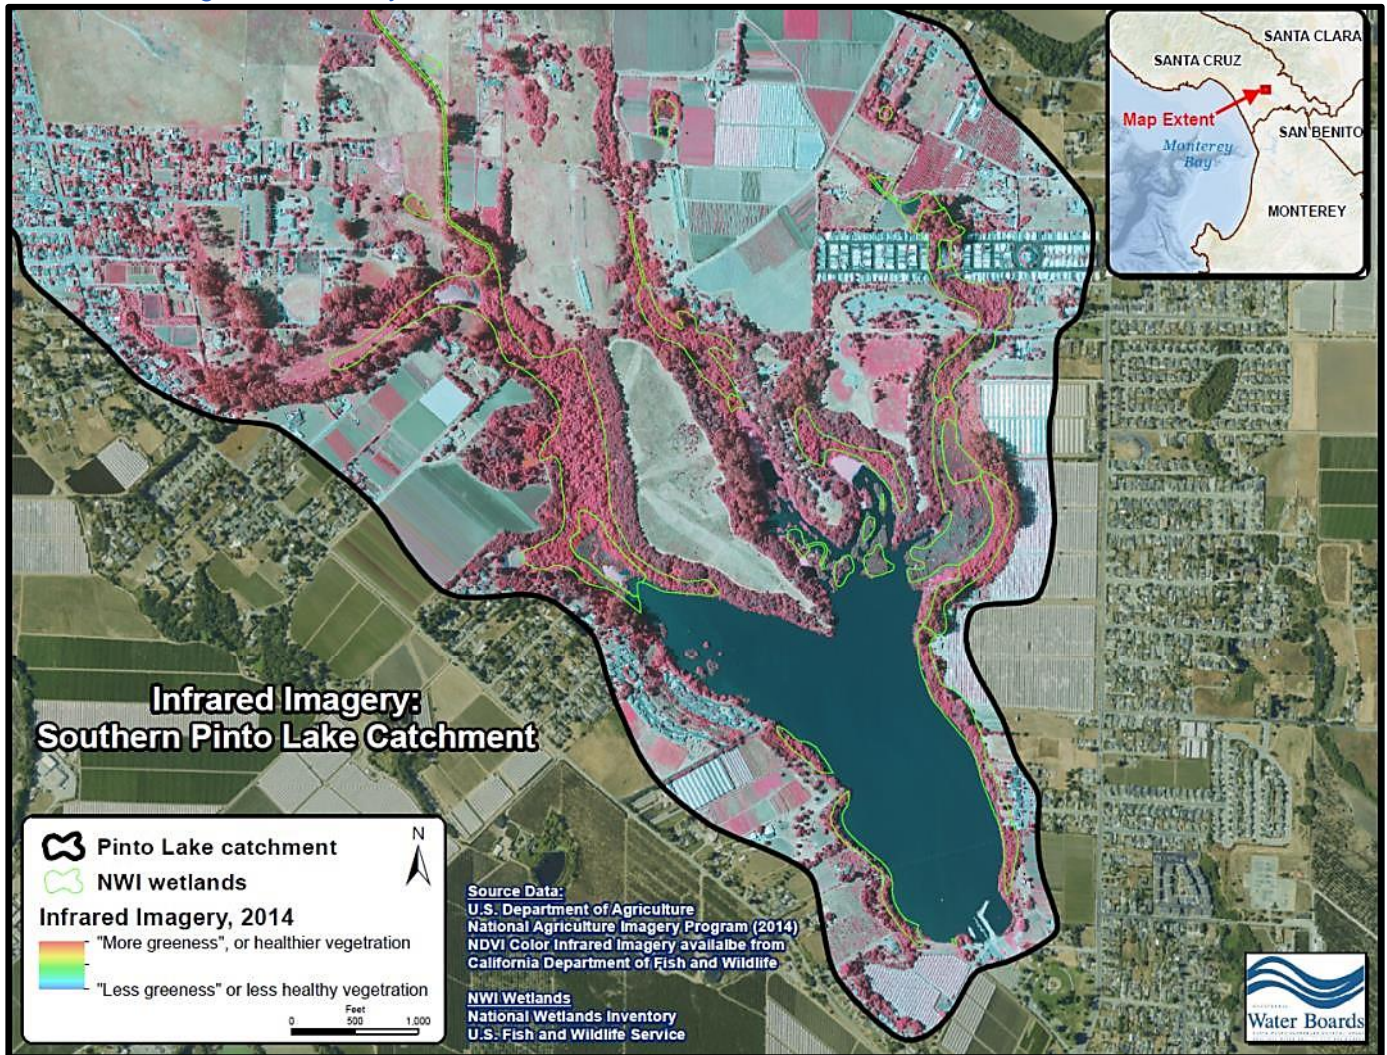 SANTA CLARA
SANTA CRUZ
Map Extent
SAN BENITO
Monterey
Bay
MONTEREY
Infrared Imagery:
Southern Pinto Lake Catchment
N
Pinto Lake catchment
NWI wetlands
Infrared Imagery, 2014
"More greeness", or healthier vegetration
"Less greeness" or less healthy vegetration
Feet
0 500 1,000
Source Data:
U.S. Department of Agriculture
National Agriculture Imagery Program (2014)
NDVI Color Infrared Imagery availalbe from
California Department of Fish and Wildlife
NWI Wetlands
National Wetlands Inventory
U.S. Fish and Wildlife Service
Water Boards